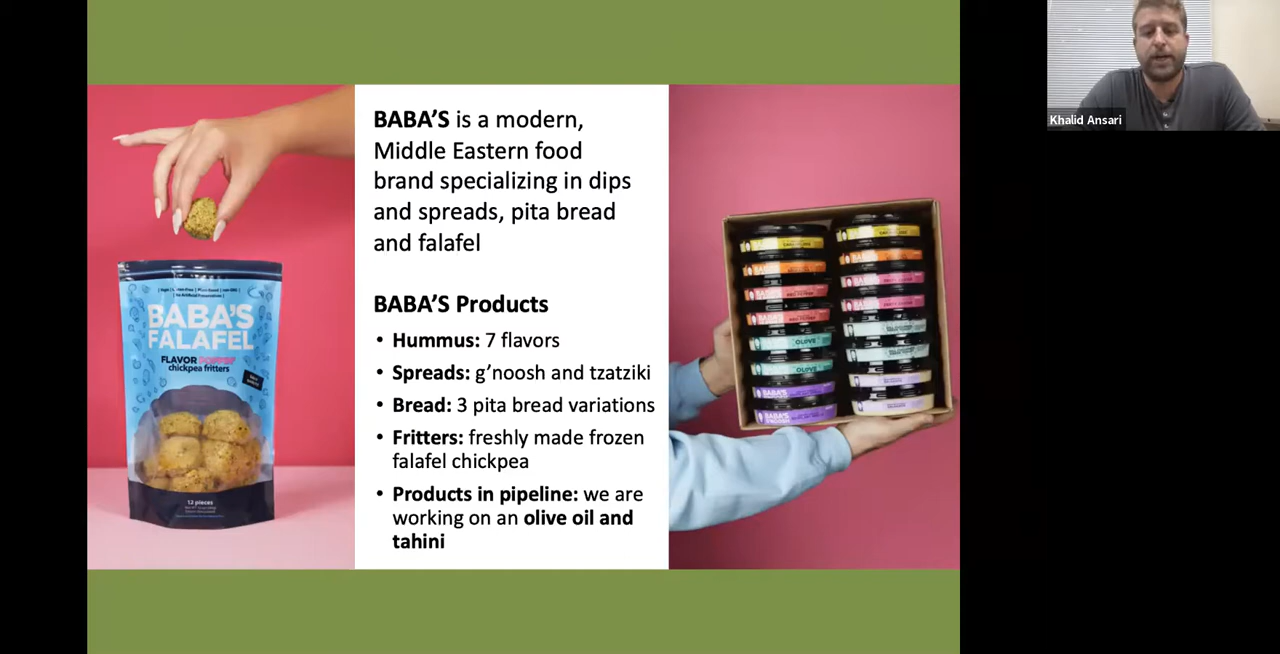 BABA'S is a modern,
Middle Eastern food
brand specializing in dips
and spreads, pita bread
and falafel
BABA'S Products
• Hummus: 7 flavors
• Spreads: g'noosh and tzatziki
• Bread: 3 pita bread variations
• Fritters: freshly made frozen
falafel chickpea
• Products in pipeline: we are
working on an olive oil and
tahini
BABA'S
FALAFEL
FLAVOR
chickpea fritters
12 pieces
OLIVE
OLIVE
BABA'S
Khalid Ansari